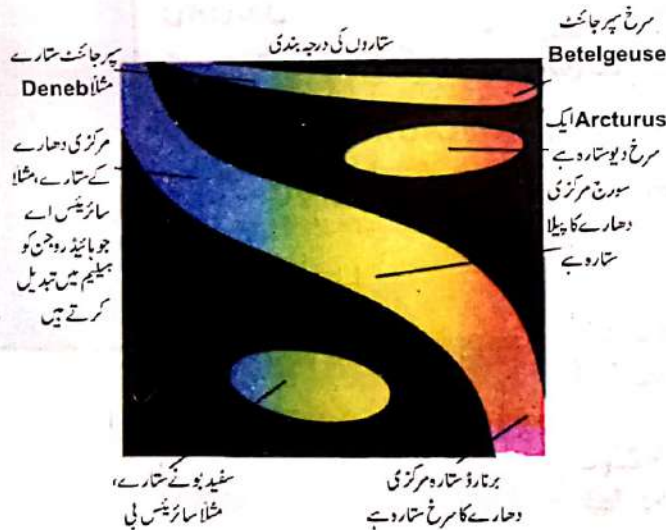 ستاروں کی درجہ بندی
سرخ سپر جائنٹ
Betelgeuse
Arcturus ایک
سرخ دیو ستارہ ہے
سورج مرکزی
دھارے کا پیلا
ستارہ ہے
سپر جائنٹ ستارے
مثلاً Deneb
مرکزی دھارے
کے ستارے، مثلاً
سائرینئس اے
جو ہائیڈروجن کو
ہیلیم میں تبدیل
کرتے ہیں
سفید بونے ستارے،
مثلاً سائرینئس بی
برنارڈ ستارہ مرکزی
دھارے کا سرخ ستارہ ہے